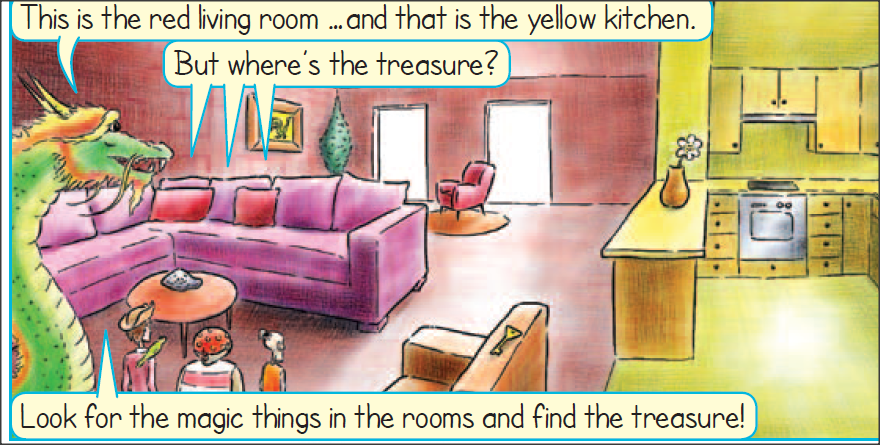 This is the red living room ... and that is the yellow kitchen.
But where's the treasure?
Look for the magic things in the rooms and find the treasure!